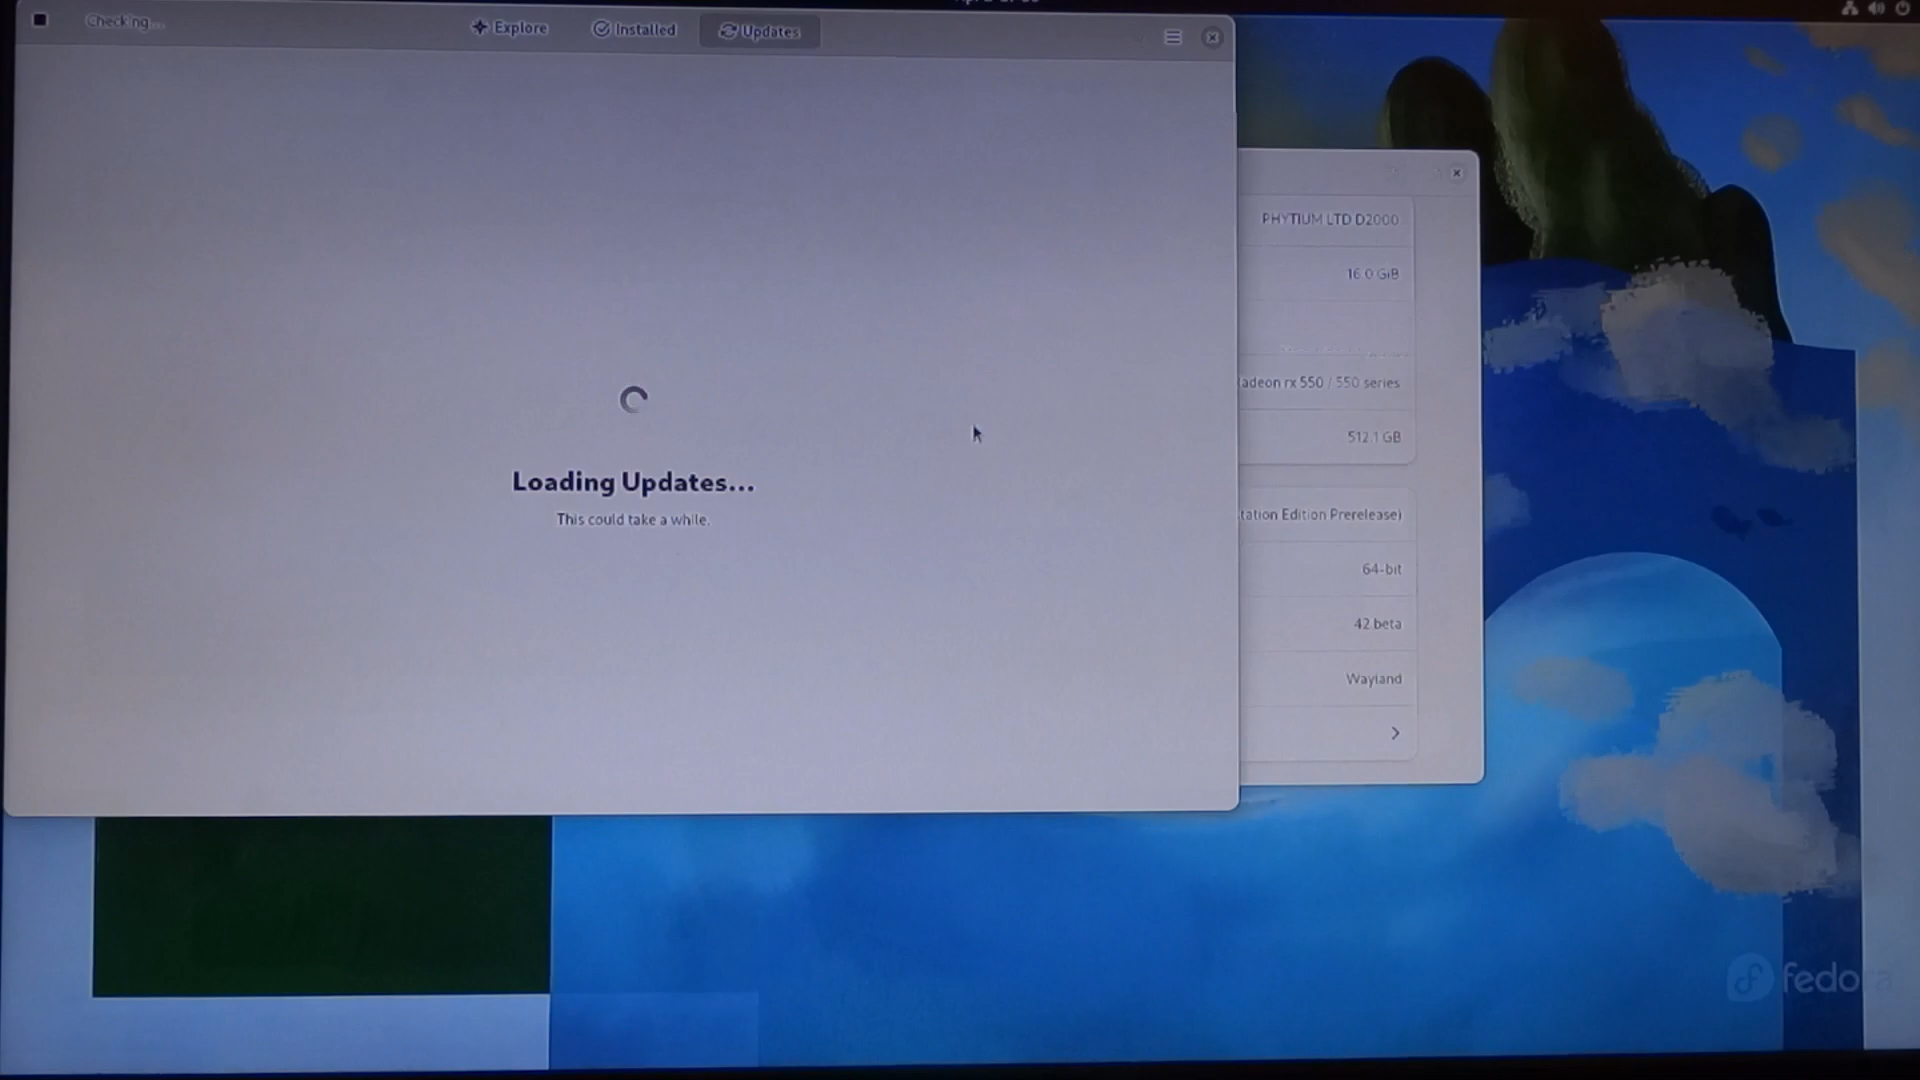 Checking...
Explore
Installed
Updates
PHYTIUM LTD D2000
16.0 GiB
adeon rx 550 / 550 series
512.1 GB
Loading Updates...
This could take a while.
tation Edition Prerelease)
64-bit
42.beta
Wayland
fedora